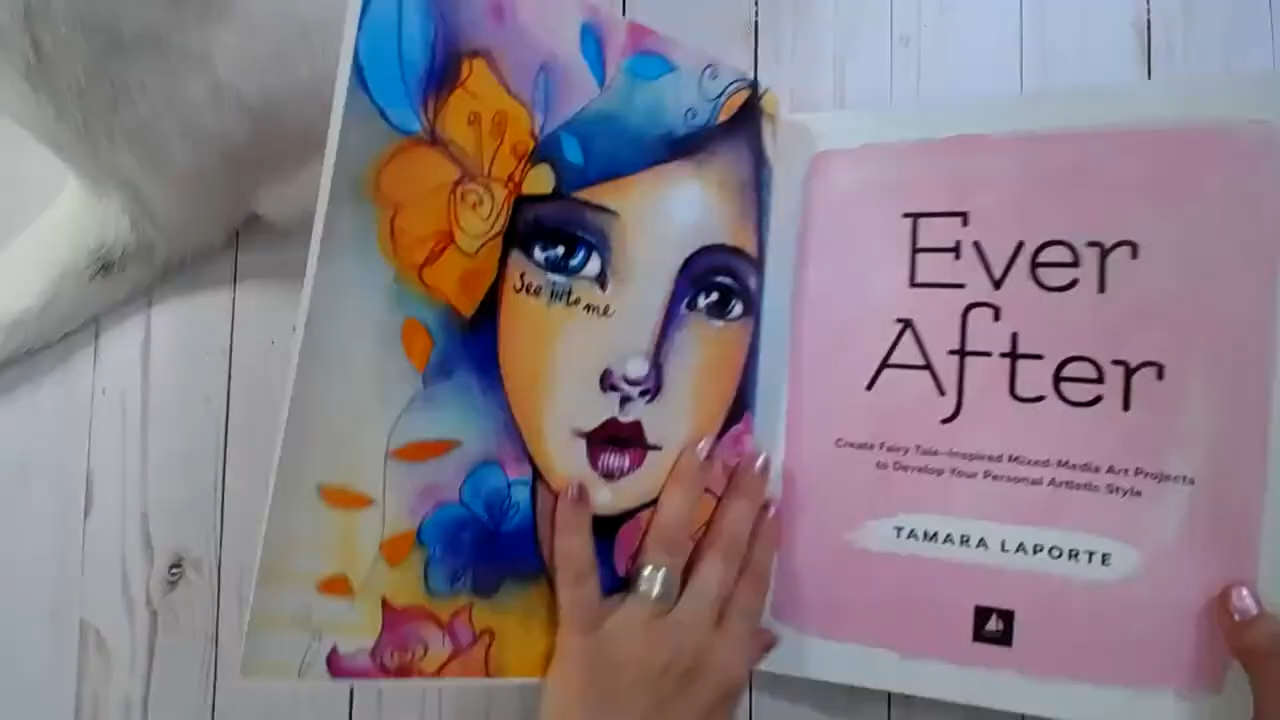 See into me
Ever
After
Create Fairy Tale-Inspired Mixed-Media Art Projects
to Develop Your Personal Artistic Style
TAMARA LAPORTE